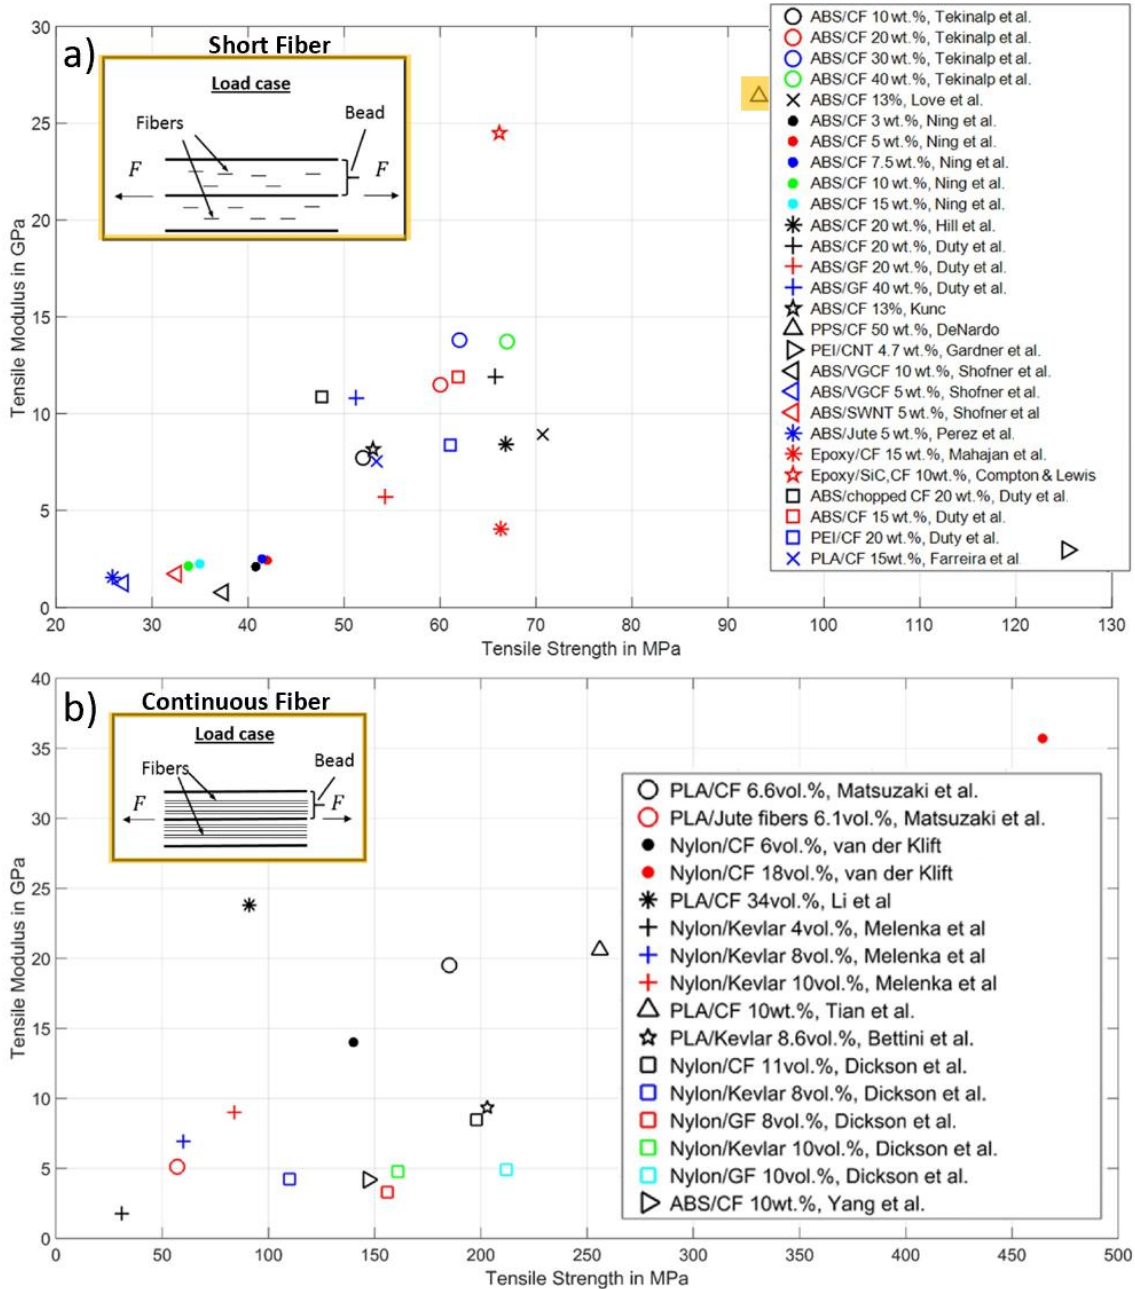 a)
Short Fiber
Load case
Fibers
Bead
F
F
Tensile Modulus in GPa
30
25
20
15
10
5
0
20
30
40
50
60
70
80
90
100
110
120
130
Tensile Strength in MPa
ABS/CF 10 wt.%, Tekinalp et al.
ABS/CF 20 wt.%, Tekinalp et al.
ABS/CF 30 wt.%, Tekinalp et al.
ABS/CF 40 wt.%, Tekinalp et al.
ABS/CF 13%, Love et al.
ABS/CF 3 wt.%, Ning et al.
ABS/CF 5 wt.%, Ning et al.
ABS/CF 7.5 wt.%, Ning et al.
ABS/CF 10 wt.%, Ning et al.
ABS/CF 15 wt.%, Ning et al.
ABS/CF 20 wt.%, Hill et al.
ABS/CF 20 wt.%, Duty et al.
ABS/GF 20 wt.%, Duty et al.
ABS/GF 40 wt.%, Duty et al.
ABS/CF 13%, Kunc
PPS/CF 50 wt.%, DeNardo
PEI/CNT 4.7 wt.%, Gardner et al.
ABS/VGCF 10 wt.%, Shofner et al.
ABS/VGCF 5 wt.%, Shofner et al.
ABS/SWNT 5 wt.%, Shofner et al
ABS/Jute 5 wt.%, Perez et al.
Epoxy/CF 15 wt.%, Mahajan et al.
Epoxy/SiC,CF 10wt.%, Compton & Lewis
ABS/chopped CF 20 wt.%, Duty et al.
ABS/CF 15 wt.%, Duty et al.
PEI/CF 20 wt.%, Duty et al.
PLA/CF 15wt.%, Farreira et al
b)
Continuous Fiber
Load case
Fibers
Bead
F
F
Tensile Modulus in GPa
40
35
30
25
20
15
10
5
0
0
50
100
150
200
250
300
350
400
450
500
Tensile Strength in MPa
PLA/CF 6.6vol.%, Matsuzaki et al.
PLA/Jute fibers 6.1vol.%, Matsuzaki et al.
Nylon/CF 6vol.%, van der Klift
Nylon/CF 18vol.%, van der Klift
PLA/CF 34vol.%, Li et al
Nylon/Kevlar 4vol.%, Melenka et al
Nylon/Kevlar 8vol.%, Melenka et al
Nylon/Kevlar 10vol.%, Melenka et al
PLA/CF 10wt.%, Tian et al.
PLA/Kevlar 8.6vol.%, Bettini et al.
Nylon/CF 11vol.%, Dickson et al.
Nylon/Kevlar 8vol.%, Dickson et al.
Nylon/GF 8vol.%, Dickson et al.
Nylon/Kevlar 10vol.%, Dickson et al.
Nylon/GF 10vol.%, Dickson et al.
ABS/CF 10wt.%, Yang et al.